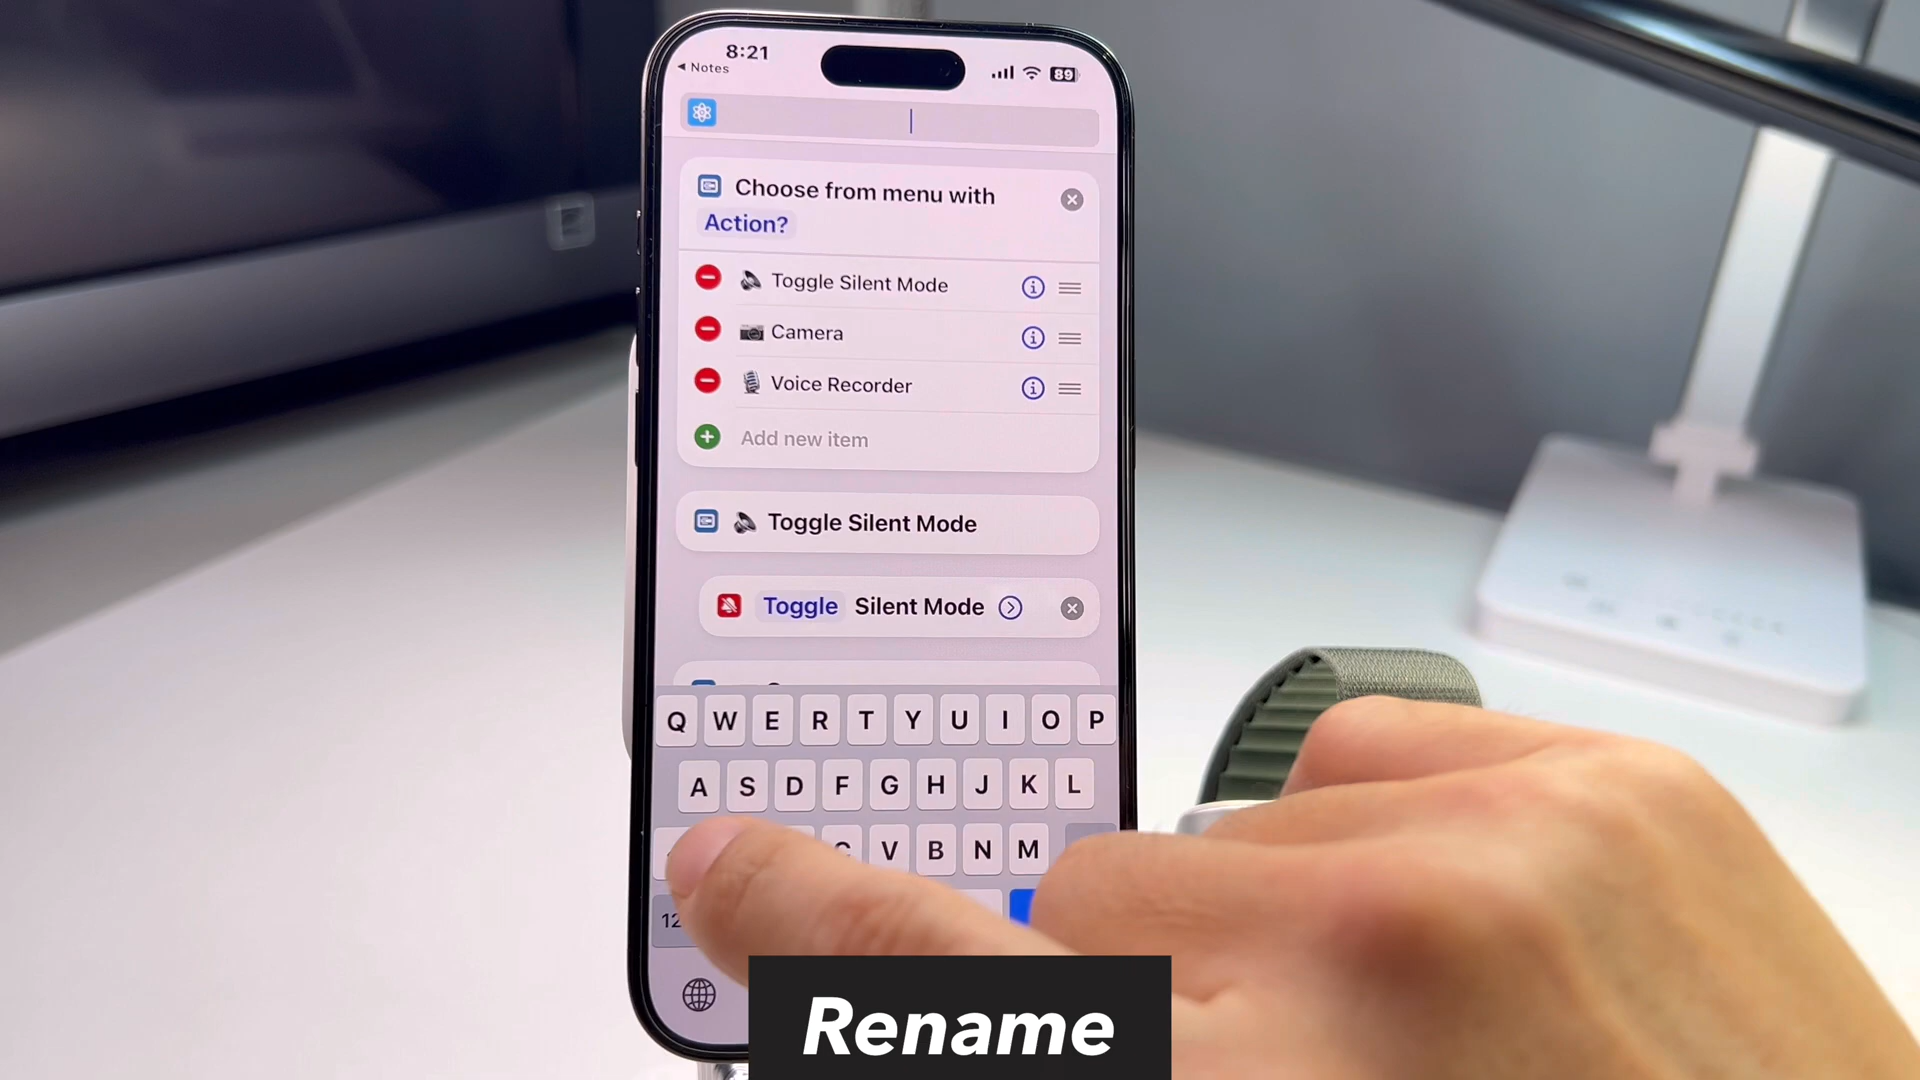 8:21
Notes
89
Choose from menu with
Action?
Toggle Silent Mode
Camera
Voice Recorder
Add new item
Toggle Silent Mode
Toggle Silent Mode
Q W E R T Y U I O P
A S D F G H J K L
V B N M
Rename